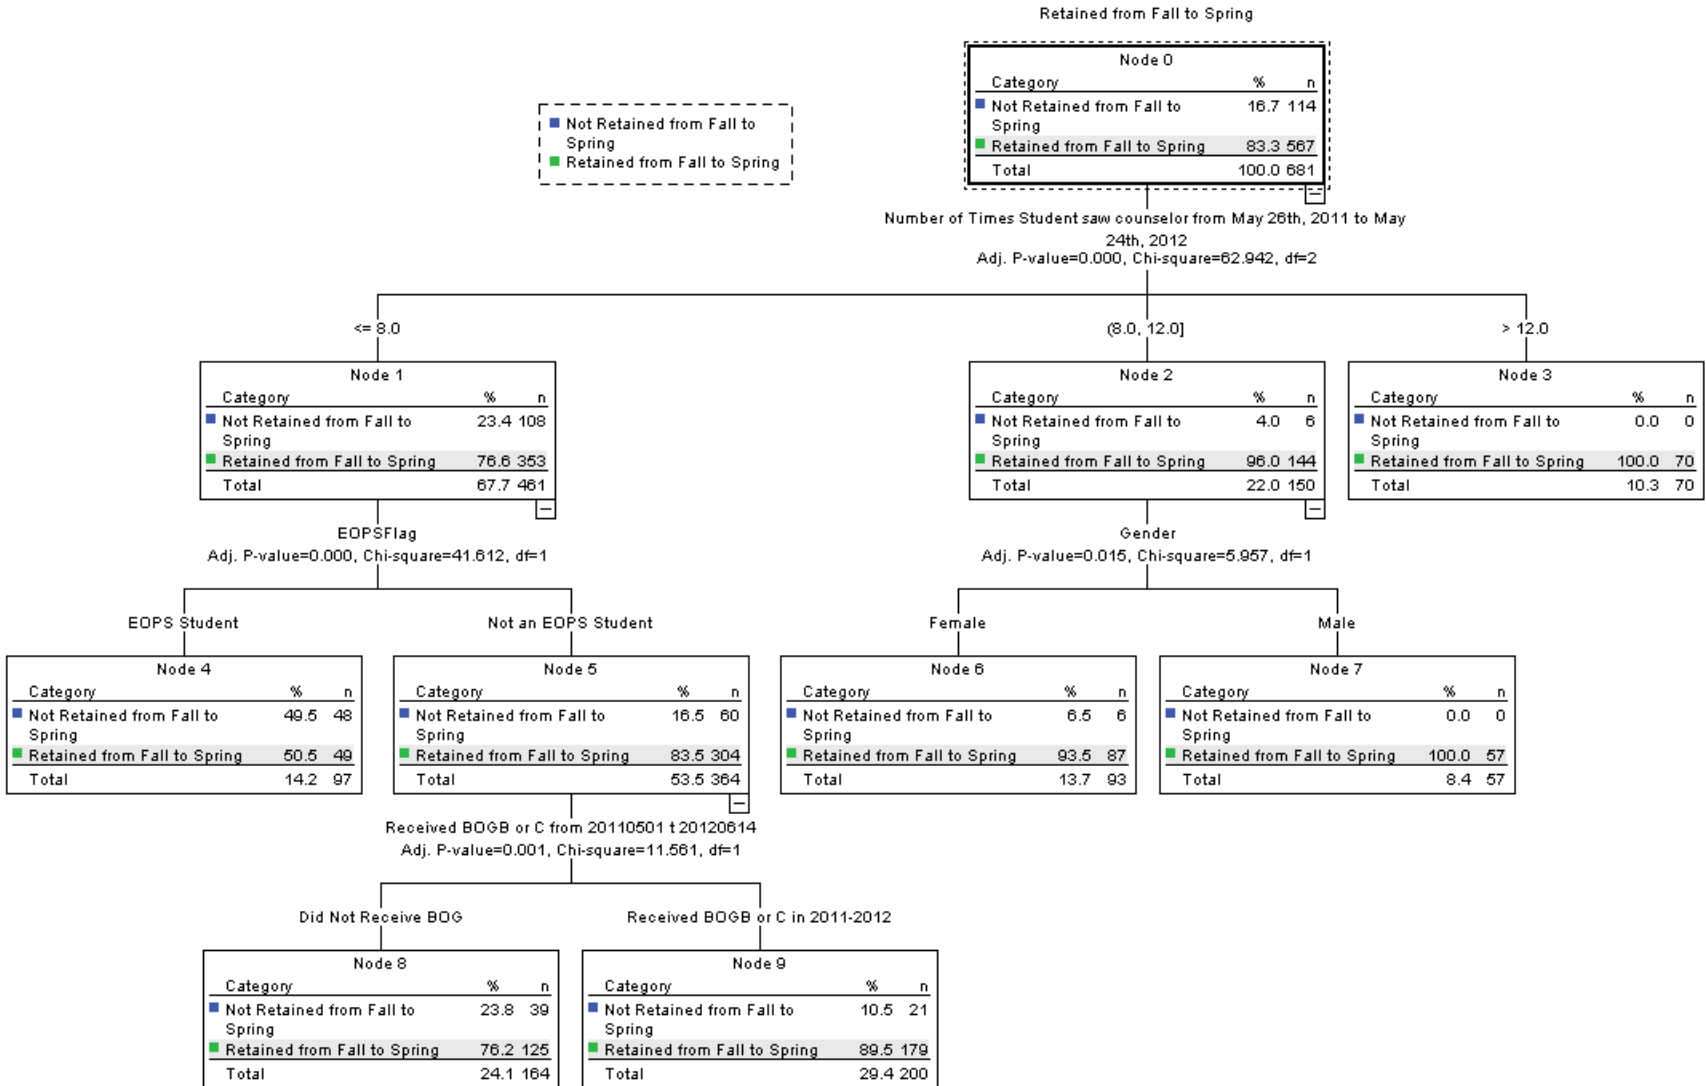 Retained from Fall to Spring
Node 0
Category % n
Not Retained from Fall to 16.7 114
Spring
Retained from Fall to Spring 83.3 567
Total 100.0 681
Not Retained from Fall to
Spring
Retained from Fall to Spring
Number of Times Student saw counselor from May 26th, 2011 to May
24th, 2012
Adj. P-value=0.000, Chi-square=62.942, df=2
<= 8.0
(8.0, 12.0]
> 12.0
Node 1
Category % n
Not Retained from Fall to 23.4 108
Spring
Retained from Fall to Spring 76.6 353
Total 67.7 461
Node 2
Category % n
Not Retained from Fall to 4.0 6
Spring
Retained from Fall to Spring 96.0 144
Total 22.0 150
Node 3
Category % n
Not Retained from Fall to 0.0 0
Spring
Retained from Fall to Spring 100.0 70
Total 10.3 70
EOPSFlag
Adj. P-value=0.000, Chi-square=41.612, df=1
Gender
Adj. P-value=0.015, Chi-square=5.957, df=1
EOPS Student
Not an EOPS Student
Female
Male
Node 4
Category % n
Not Retained from Fall to 49.5 48
Spring
Retained from Fall to Spring 50.5 49
Total 14.2 97
Node 5
Category % n
Not Retained from Fall to 16.5 60
Spring
Retained from Fall to Spring 83.5 304
Total 53.5 364
Node 6
Category % n
Not Retained from Fall to 6.5 6
Spring
Retained from Fall to Spring 93.5 87
Total 13.7 93
Node 7
Category % n
Not Retained from Fall to 0.0 0
Spring
Retained from Fall to Spring 100.0 57
Total 8.4 57
Received BOGB or C from 20110501 t 20120614
Adj. P-value=0.001, Chi-square=11.561, df=1
Did Not Receive BOG
Received BOGB or C in 2011-2012
Node 8
Category % n
Not Retained from Fall to 23.8 39
Spring
Retained from Fall to Spring 76.2 125
Total 24.1 164
Node 9
Category % n
Not Retained from Fall to 10.5 21
Spring
Retained from Fall to Spring 89.5 179
Total 29.4 200